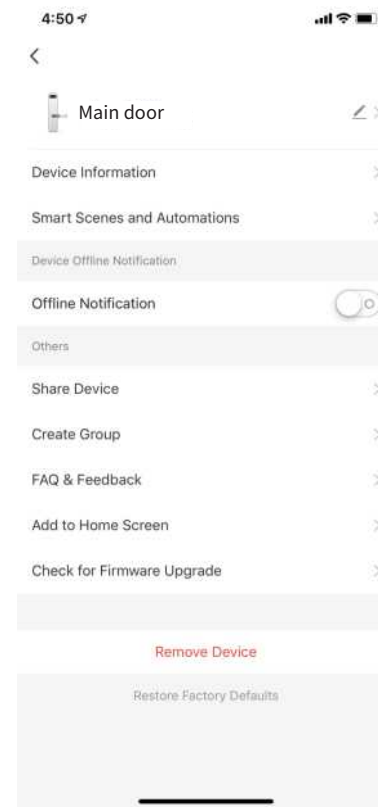 4:50
Main door
Device Information
Smart Scenes and Automations
Device Offline Notification
Offline Notification
Others
Share Device
Create Group
FAQ & Feedback
Add to Home Screen
Check for Firmware Upgrade
Remove Device
Restore Factory Defaults